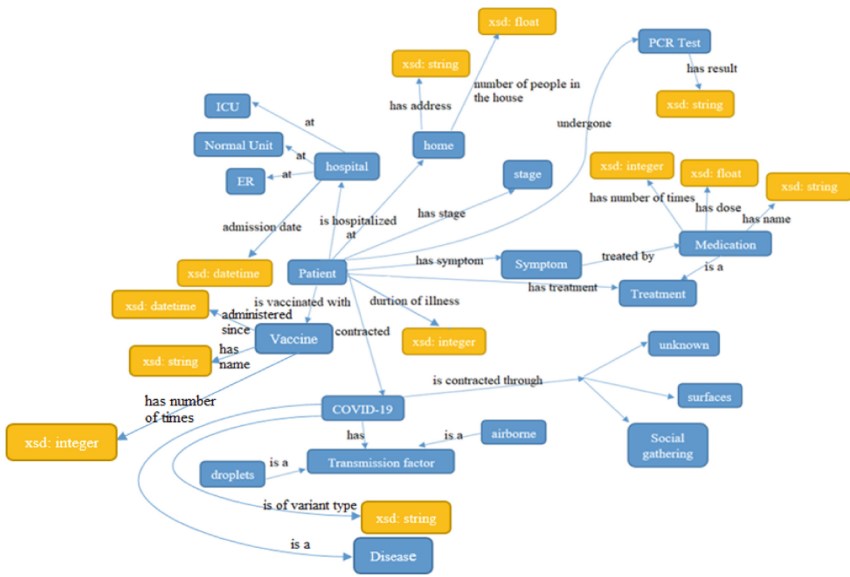 xsd: float
PCR Test
xsd: string
has result
number of people in
the house
has address
xsd: string
ICU
at
undergone
Normal Unit
at
home
hospital
ER
at
stage
xsd: integer
xsd: float
xsd: string
has number of times
has dose
has name
is hospitalized
at
has stage
admission date
Medication
has symptom
Symptom
treated by
is a
xsd: datetime
Patient
has treatment
Treatment
xsd: datetime
is vaccinated with
durtion of illness
administered
since
Vaccine
contracted
xsd: integer
unknown
xsd: string
has
name
is contracted through
surfaces
has number
of times
COVID-19
xsd: integer
has
is a
airborne
Social
gathering
droplets
is a
Transmission factor
is of variant type
xsd: string
is a
Disease